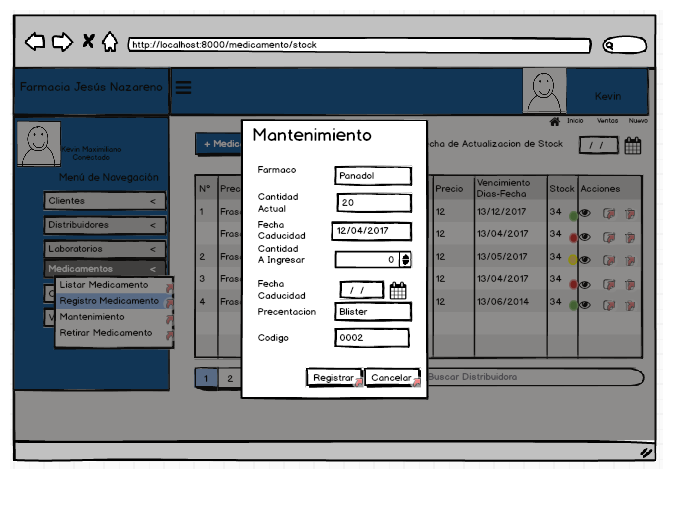 http://localhost:8000/medicamento/stock
Farmacia Jesús Nazareno
Kevin
Inicio Ventas Nuevo
Kevin Maximiliano
Conectado
Menú de Navegación
Clientes <
Distribuidores <
Laboratorios <
Medicamentos <
Listar Medicamento
Registro Medicamento
Mantenimiento
Retirar Medicamento
+ Medic
cha de Actualizacion de
Stock
/ /
N° Prec Precio Vencimiento Dias-Fecha Stock Acciones
1 Fras 12 13/12/2017 34
Fras 12 13/04/2017 34
2 Fras 12 13/05/2017 34
3 Fras 12 13/04/2017 34
4 Fras 12 13/06/2014 34
1 2
Buscar Distribuidora
Mantenimiento
Farmaco Panadol
Cantidad
Actual 20
Fecha
Caducidad 12/04/2017
Cantidad
A Ingresar 0
Fecha
Caducidad / /
Precentacion Blister
Codigo 0002
Registrar Cancelar